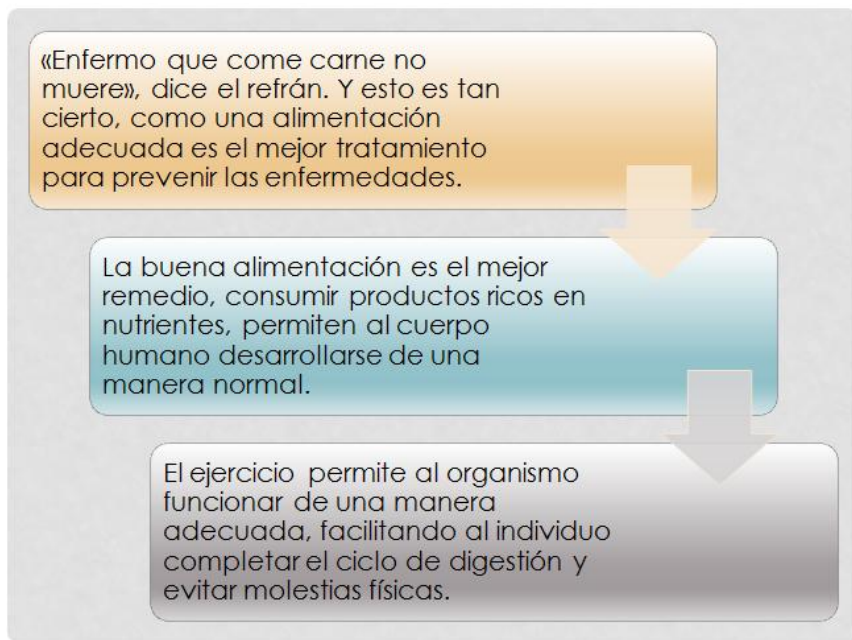 «Enfermo que come carne no
muere», dice el refrán. Y esto es tan
cierto, como una alimentación
adecuada es el mejor tratamiento
para prevenir las enfermedades.
La buena alimentación es el mejor
remedio, consumir productos ricos en
nutrientes, permiten al cuerpo
humano desarrollarse de una
manera normal.
El ejercicio permite al organismo
funcionar de una manera
adecuada, facilitando al individuo
completar el ciclo de digestión y
evitar molestias físicas.